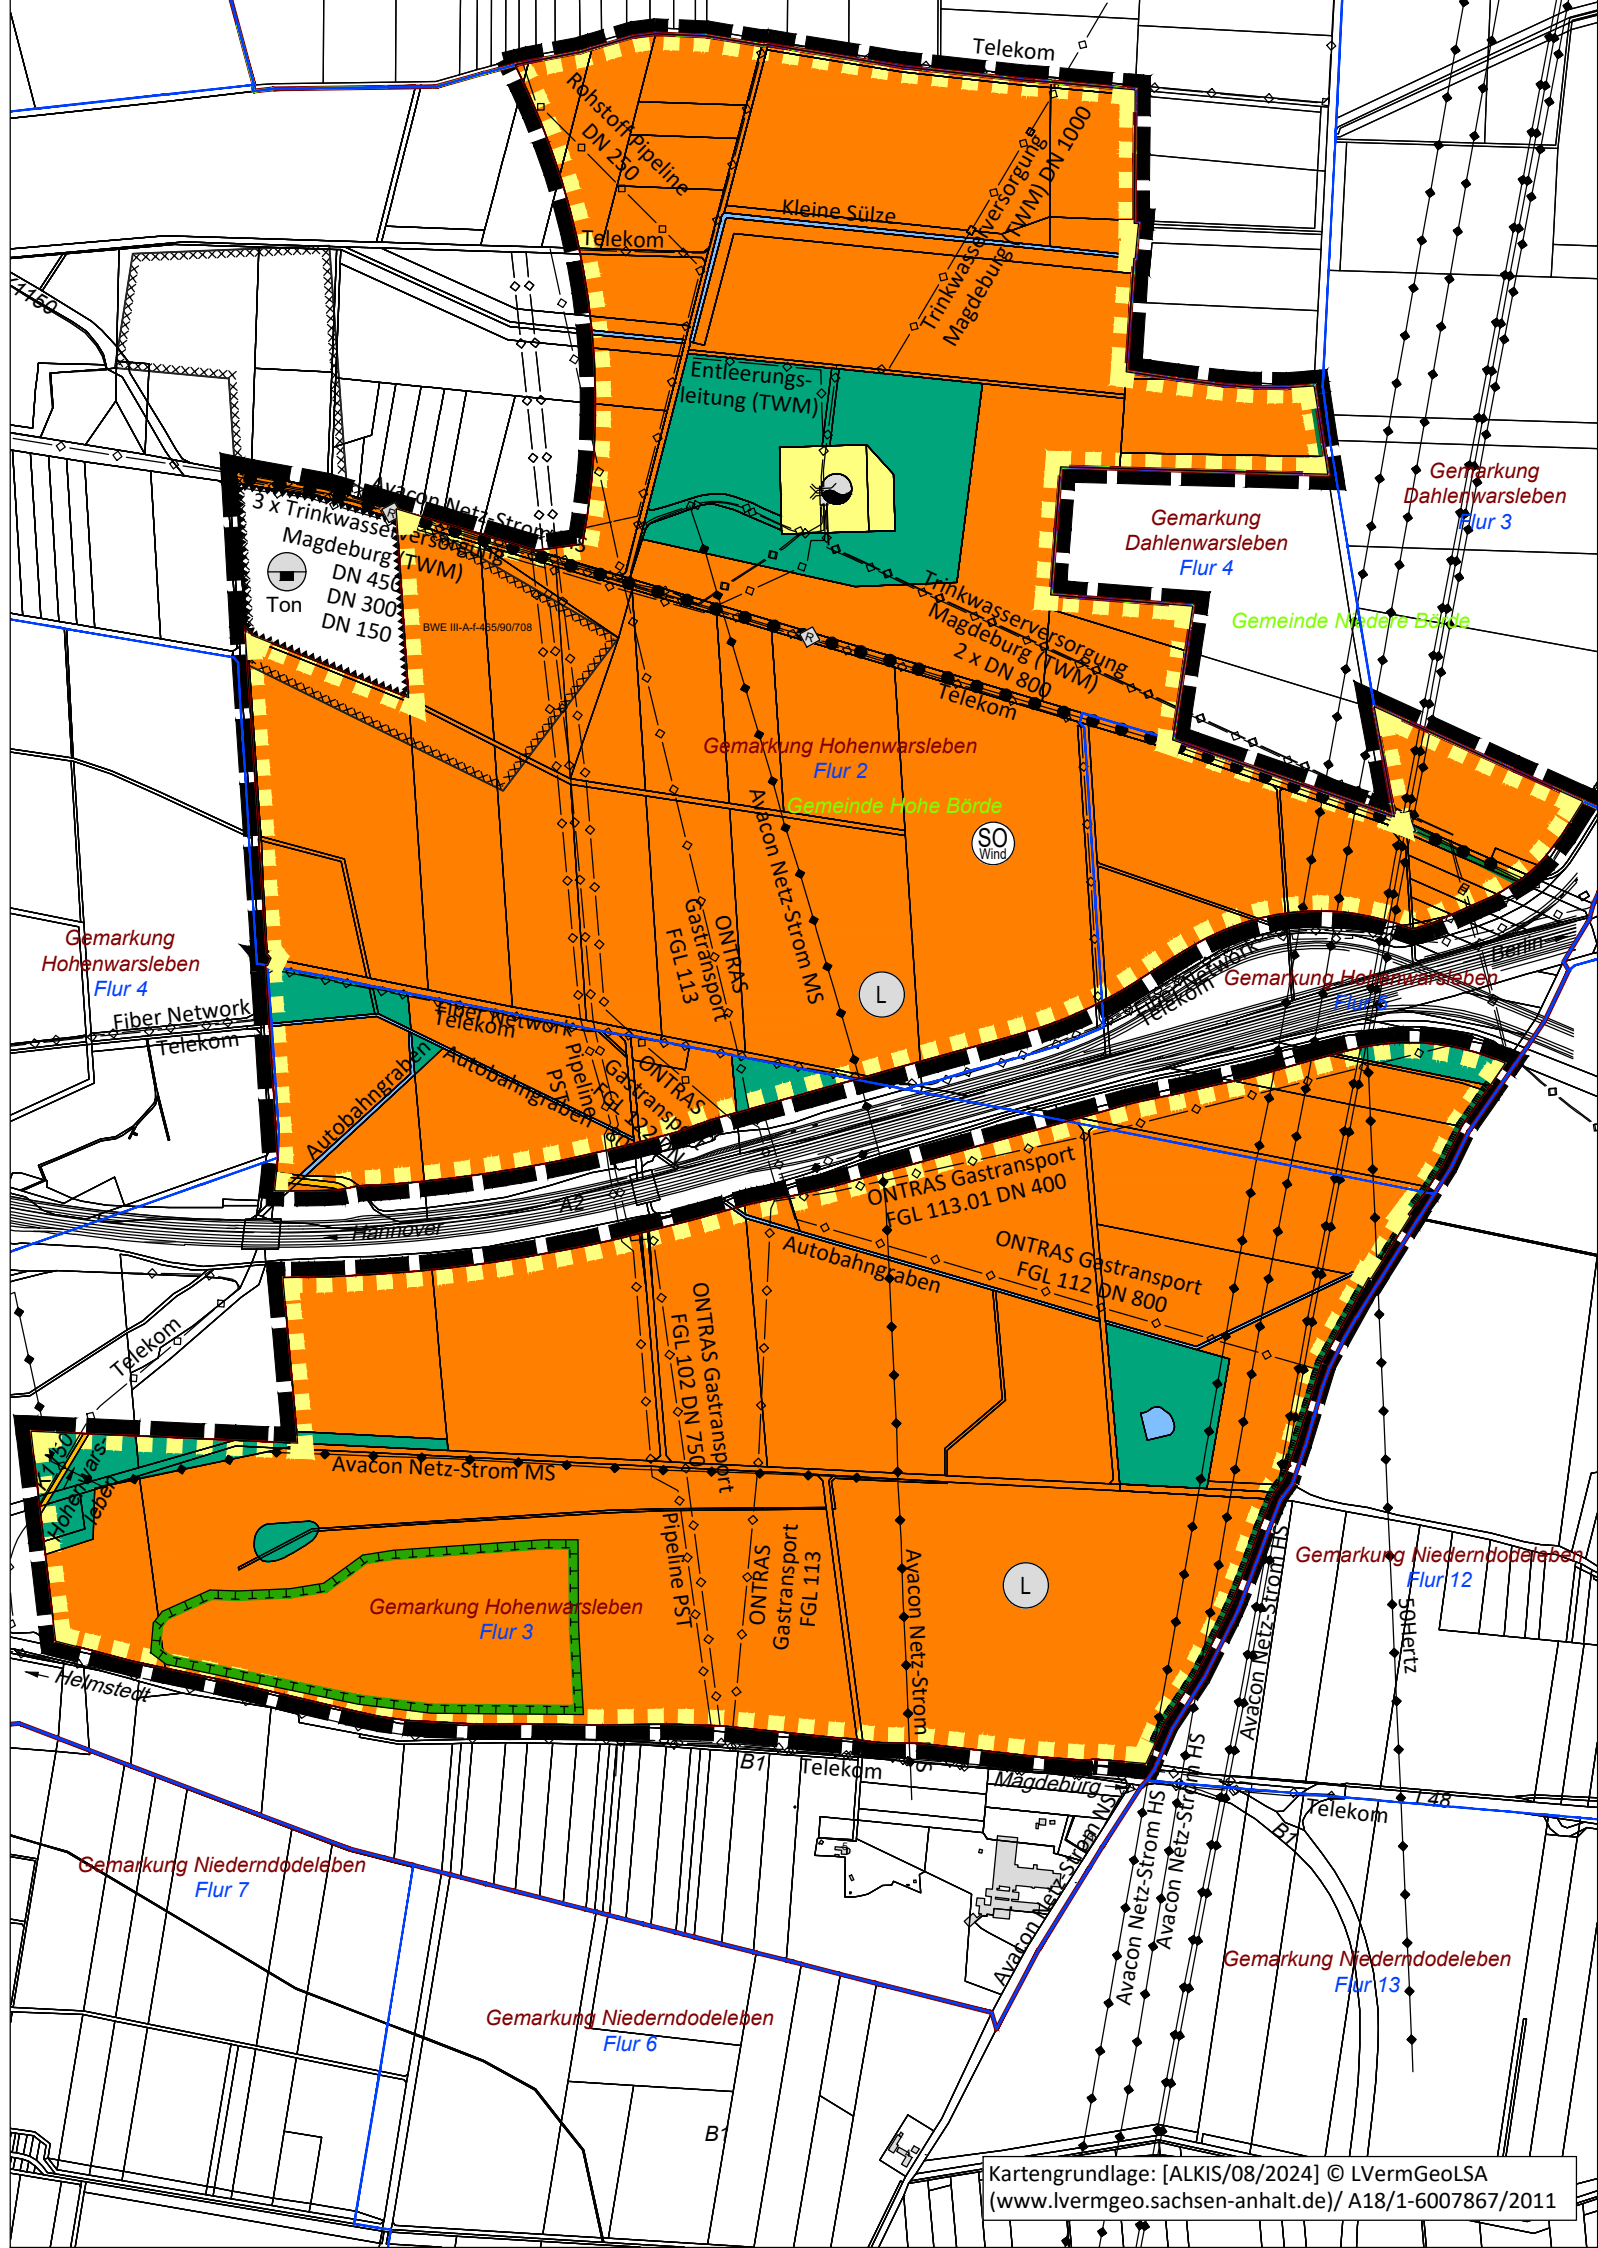 Telekom
Rohstoff Pipeline
DN 250
Trinkwasserversorgung
Magdeburg (TWM) DN 1000
Kleine Sülze
Telekom
1150
Entleerungs-
leitung (TWM)
Gemarkung
Dahlenwarsleben
Flur 3
Gemarkung
Dahlenwarsleben
Flur 4
Avacon Netz-Strom
3 x Trinkwasserversorgung
Magdeburg (TWM)
DN 450
DN 300
DN 150
R
Ton
BWE III-A-f-465/90/708
R
Trinkwasserversorgung
Magdeburg (TWM)
2 x DN 800
Telekom
Gemeinde Niedere Börde
Gemarkung Hohenwarsleben
Flur 2
Gemeinde Hohe Börde
SO
Wind
Avacon Netz-Strom MS
ONTRAS
Gastransport
FGL 113
L
Gemarkung
Hohenwarsleben
Flur 4
Berlin
Gemarkung Hohenwarsleben
Fiber Network
Telekom
Fiber Network
Telekom
Fiber Network
Telekom
Autobahngraben
Autobahngraben
Pipeline
PST
ONTRAS
A2
Hannover
ONTRAS Gastransport
FGL 113.01 DN 400
Autobahngraben
ONTRAS Gastransport
FGL 112 DN 800
Telekom
ONTRAS Gastransport
FGL 102 DN 750
L1150
Hohenwars-
leben
Avacon Netz-Strom MS
Pipeline PST
ONTRAS
Gastransport
FGL 113
Avacon Netz-Strom
L
Gemarkung Hohenwarsleben
Flur 3
Gemarkung Niederndodeleben
Flur 12
Avacon Netz-Strom HS
50Hertz
Helmstedt
B1
Telekom
Magdeburg
Avacon Netz-Strom NS
Avacon Netz-Strom HS
Avacon Netz-Strom HS
Telekom
L48
B1
Gemarkung Niederndodeleben
Flur 7
Gemarkung Niederndodeleben
Flur 13
Gemarkung Niederndodeleben
Flur 6
B1
Kartengrundlage: [ALKIS/08/2024] © LVermGeoLSA
(www.lvermgeo.sachsen-anhalt.de)/ A18/1-6007867/2011